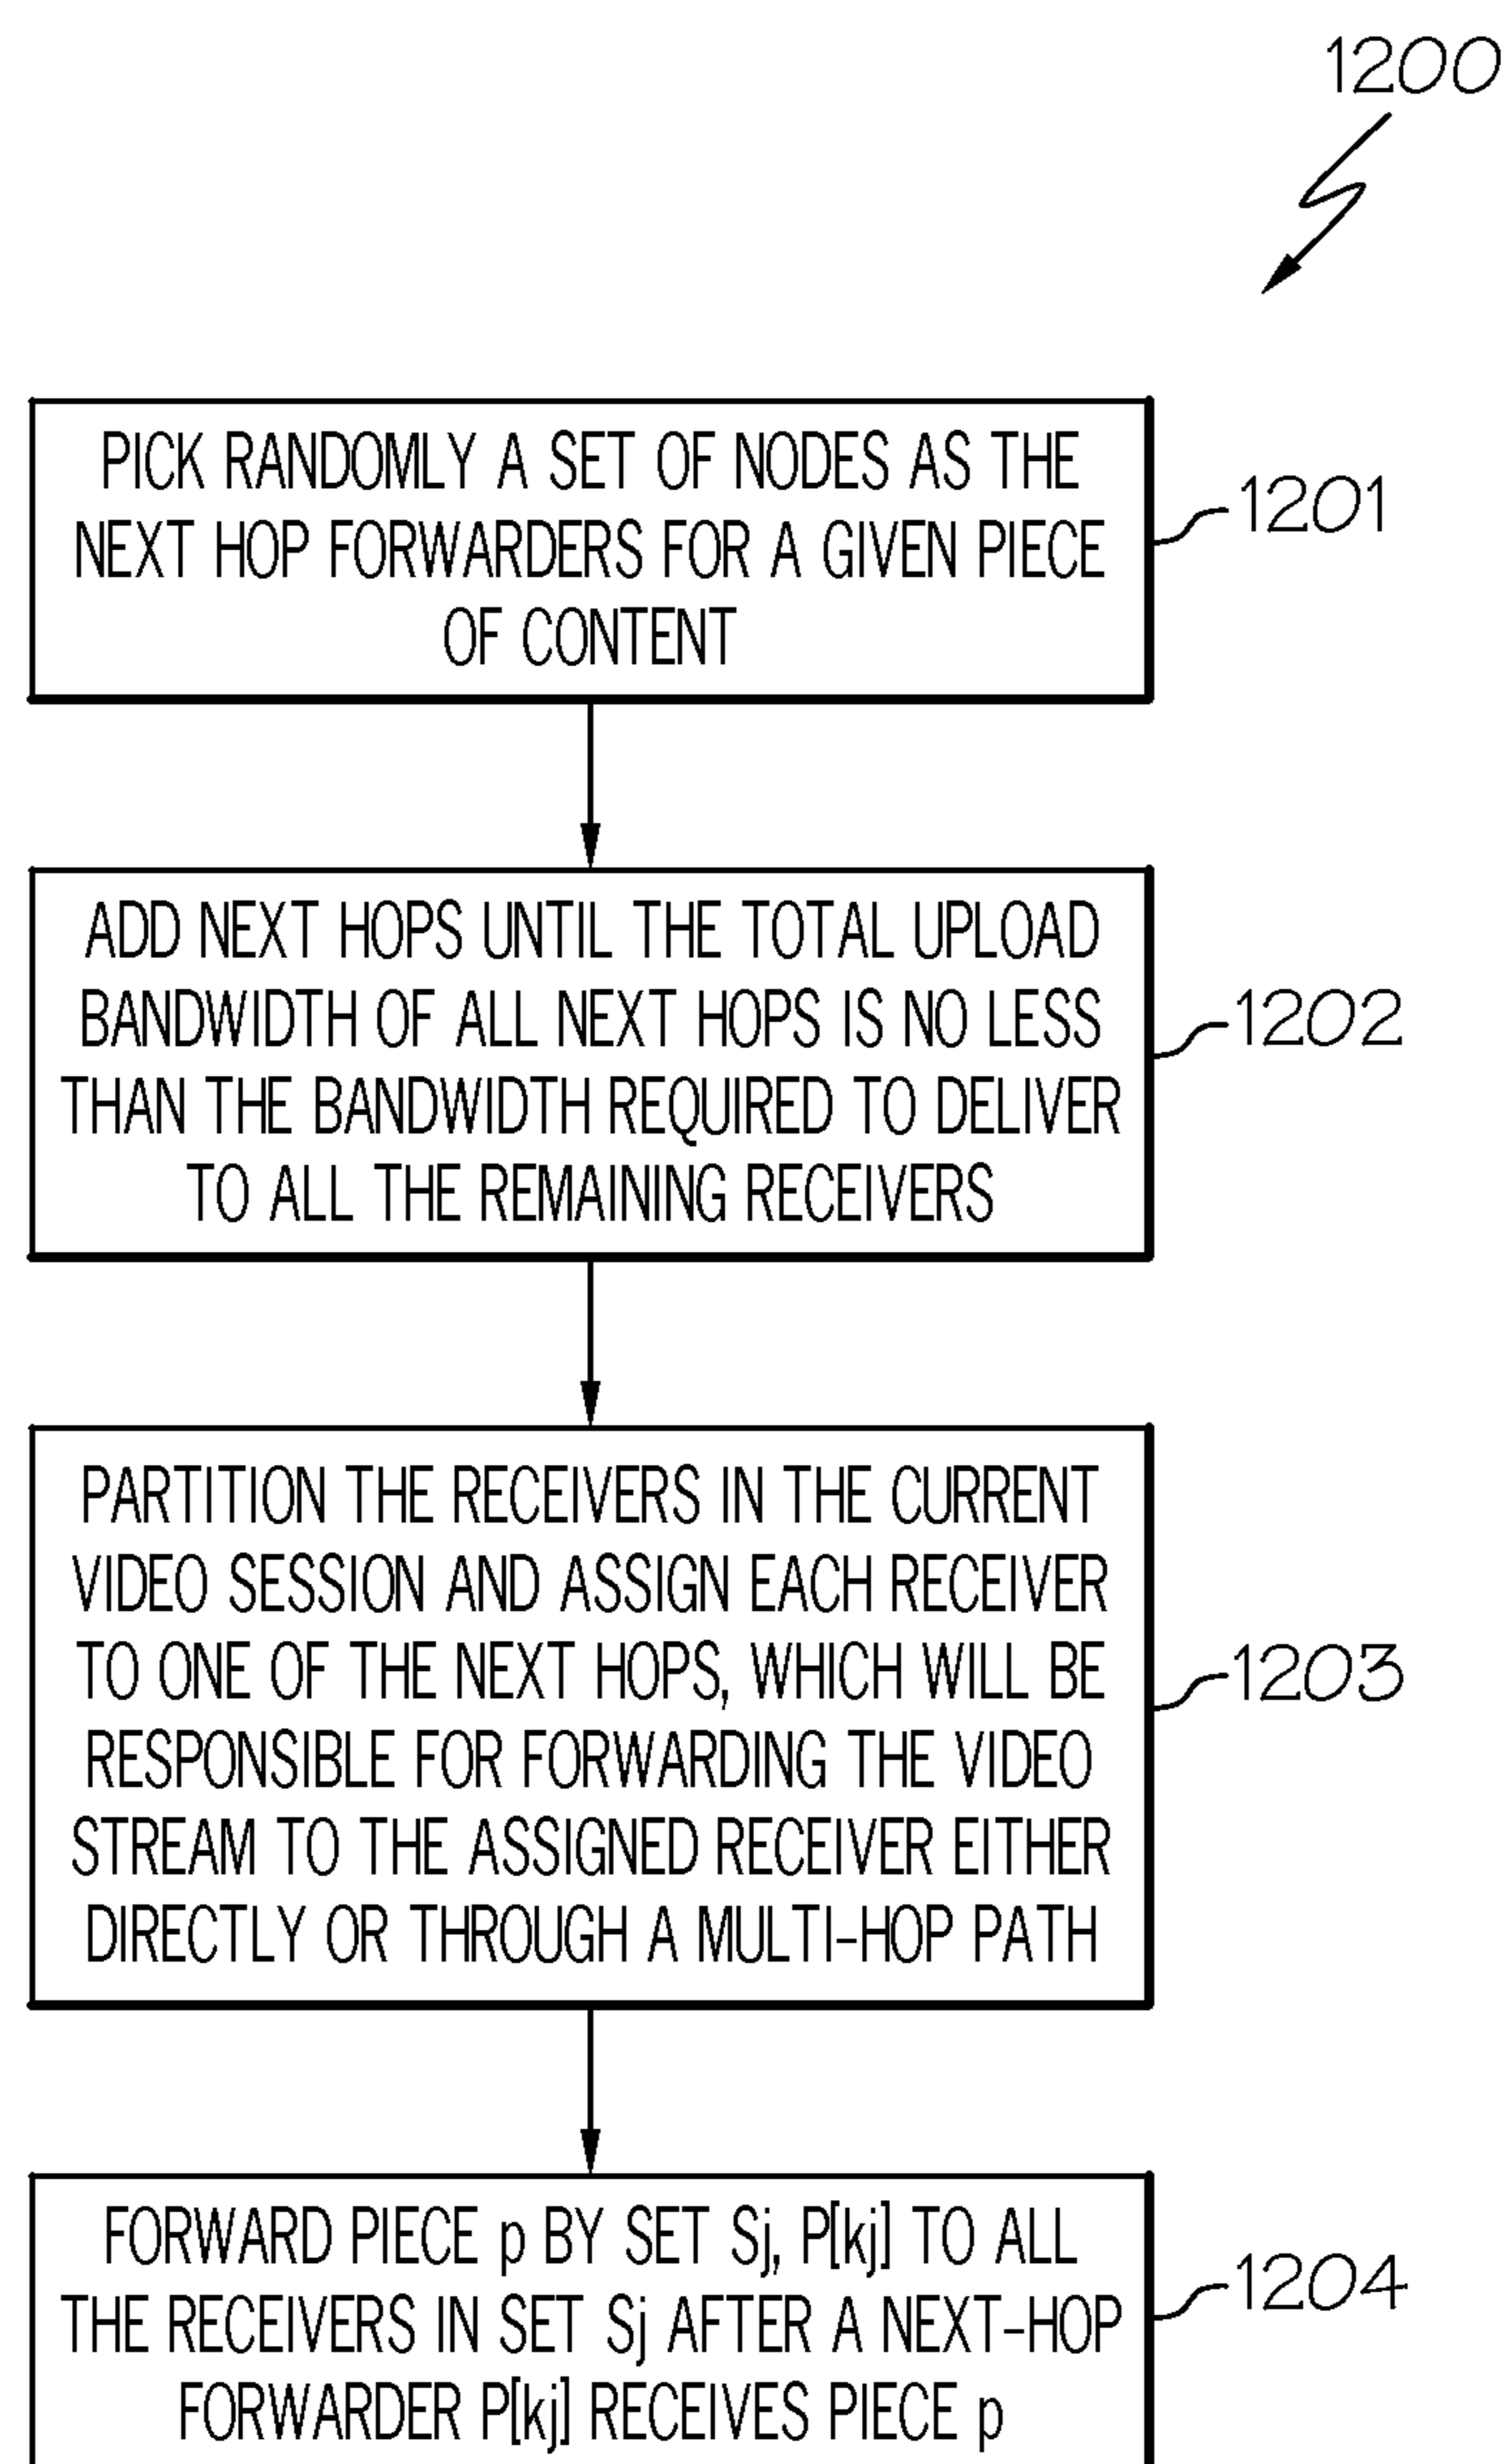 1200
PICK RANDOMLY A SET OF NODES AS THE
NEXT HOP FORWARDERS FOR A GIVEN PIECE
OF CONTENT
1201
ADD NEXT HOPS UNTIL THE TOTAL UPLOAD
BANDWIDTH OF ALL NEXT HOPS IS NO LESS
THAN THE BANDWIDTH REQUIRED TO DELIVER
TO ALL THE REMAINING RECEIVERS
1202
PARTITION THE RECEIVERS IN THE CURRENT
VIDEO SESSION AND ASSIGN EACH RECEIVER
TO ONE OF THE NEXT HOPS, WHICH WILL BE
RESPONSIBLE FOR FORWARDING THE VIDEO
STREAM TO THE ASSIGNED RECEIVER EITHER
DIRECTLY OR THROUGH A MULTI-HOP PATH
1203
FORWARD PIECE p BY SET Sj, P[kj] TO ALL
THE RECEIVERS IN SET Sj AFTER A NEXT-HOP
FORWARDER P[kj] RECEIVES PIECE p
1204